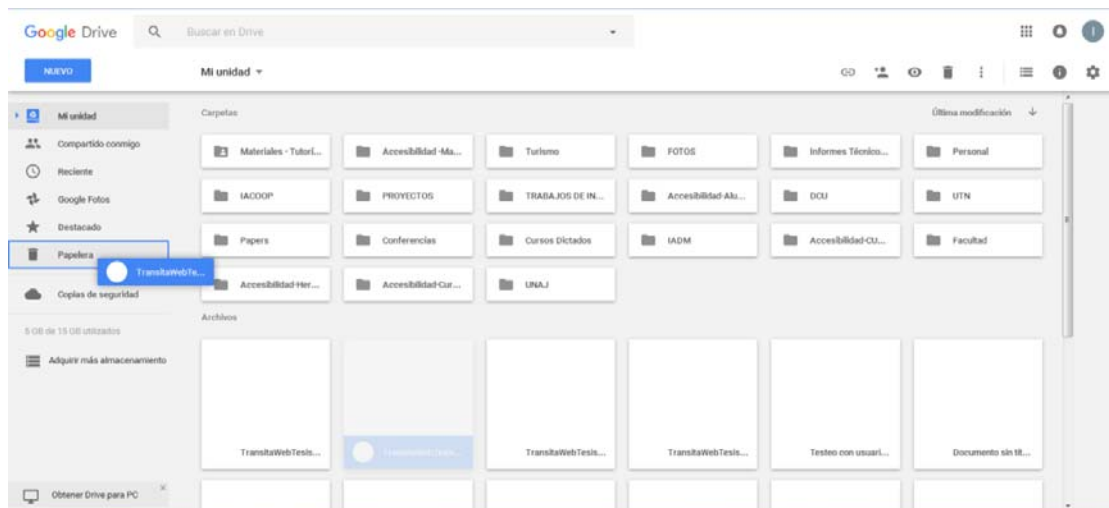 Google Drive
Buscar en Drive
NUEVO
Mi unidad
Mi unidad
Compartido conmigo
Reciente
Google Fotos
Destacado
Papelera
TransitaWebTe...
Copias de seguridad
5 GB de 15 GB utilizados
Adquirir más almacenamiento
Obtener Drive para PC
Carpetas
Última modificación
Materiales - Tutori...
Accesibilidad -Ma...
Turismo
FOTOS
Informes Técnico...
Personal
IACOOP
PROYECTOS
TRABAJOS DE IN...
Accesibilidad-Alu...
DCU
UTN
Papers
Conferencias
Cursos Dictados
IADM
Accesibilidad-CU...
Facultad
Accesibilidad-Her...
Accesibilidad-Cur...
UNAJ
Archivos
TransitaWebTesis...
TransitaWebTesis...
TransitaWebTesis...
Testeo con usuari...
Documento sin tít...